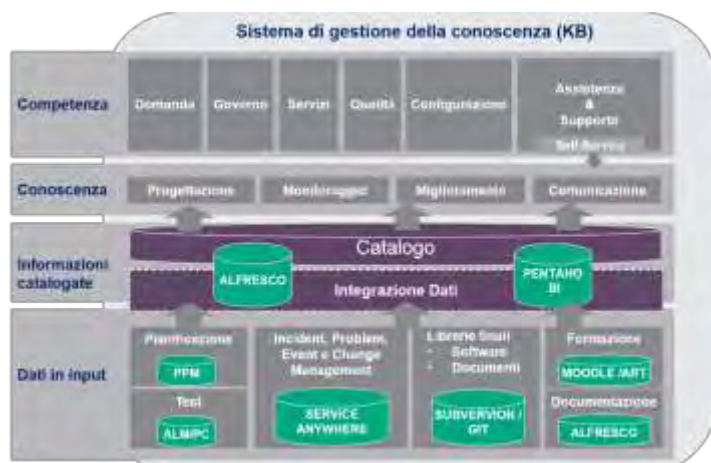 Sistema di gestione della conoscenza (KB)
Competenza
Domanda
Governo
Servizi
Qualità
Configurazione
Assistenza
&
Supporto
Self Service
Conoscenza
Progettazione
Monitoraggio
Miglioramento
Comunicazione
Informazioni
catalogate
Catalogo
ALFRESCO
PENTAHO
BI
Integrazione Dati
Dati in input
Pianificazione
PPM
Test
ALM/PC
Incident, Problem,
Event e Change
Management
SERVICE
ANYWHERE
Librerie
- Software
- Documenti
SUBVERVION /
GIT
Formazione
MOODLE /ART
Documentazione
ALFRESCO